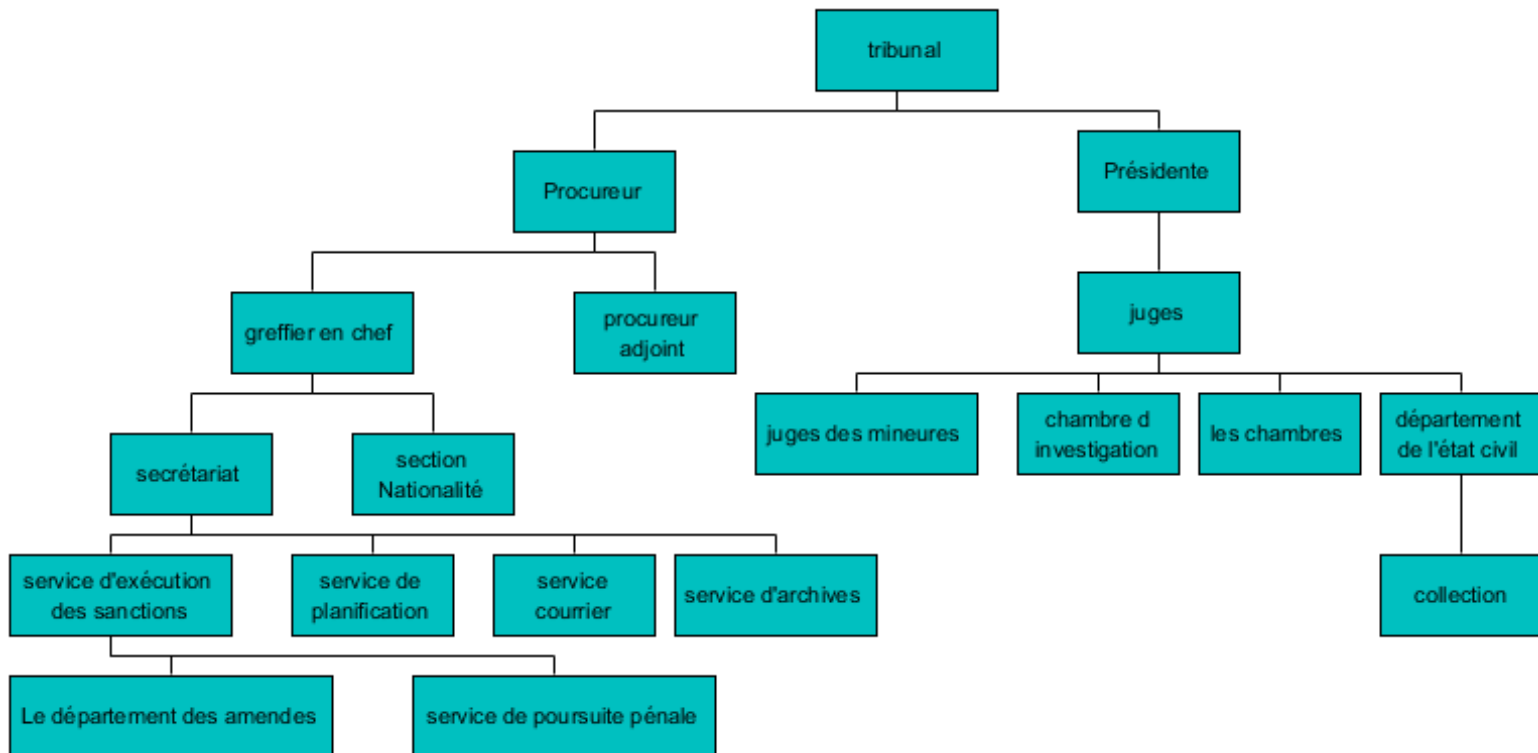 tribunal
Procureur
Présidente
greffier en chef
procureur
adjoint
juges
juges des mineures
chambre d
investigation
les chambres
département
de l'état civil
secrétariat
section
Nationalité
service d'exécution
des sanctions
service de
planification
service
courrier
service d'archives
collection
Le département des amendes
service de poursuite pénale